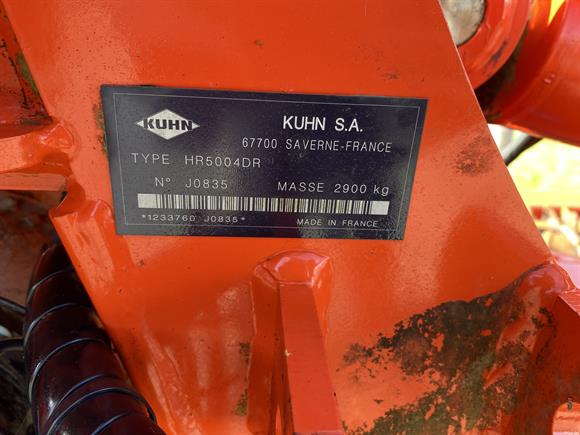 KUHN
KUHN S.A.
67700 SAVERNE-FRANCE
TYPE HR5004DR
N° J0835 MASSE 2900 kg
*1233760 J0835*
MADE IN FRANCE